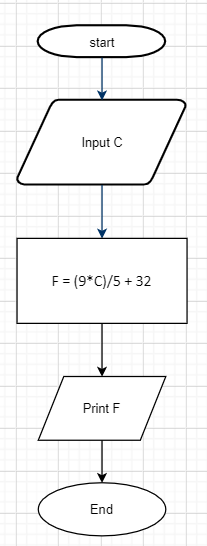 start
Input C
F = (9*C)/5 + 32
Print F
End